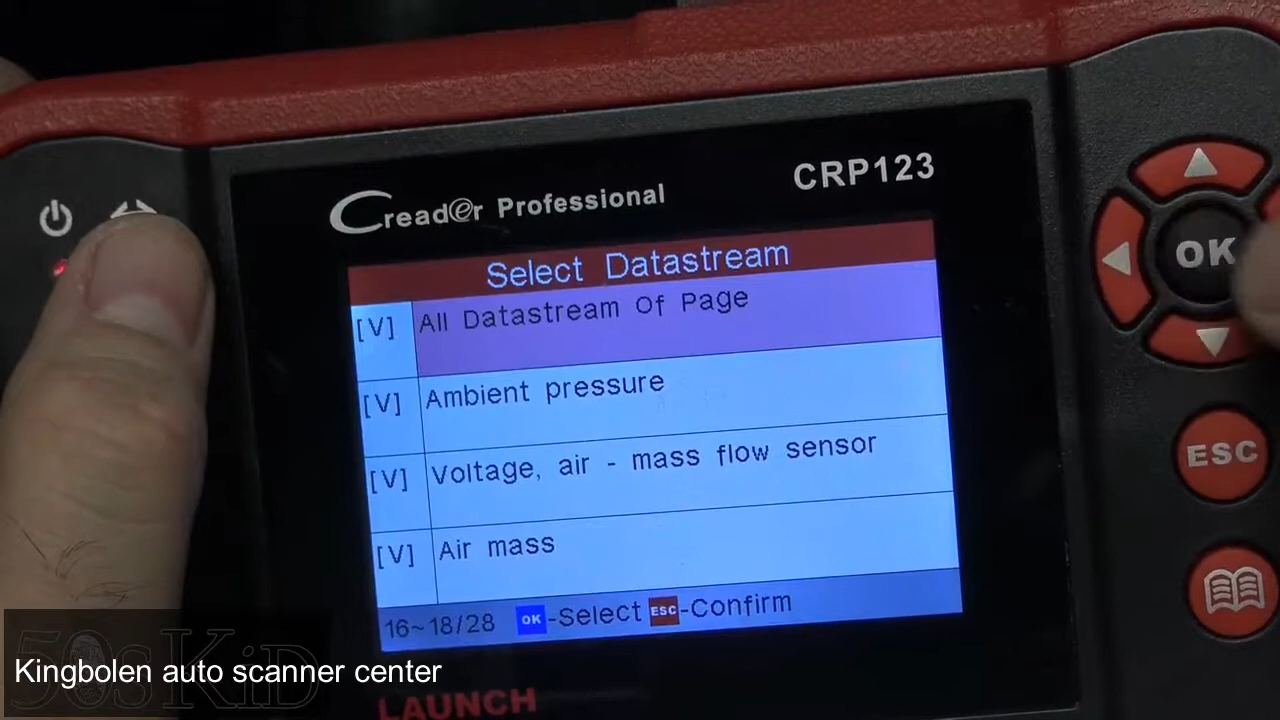 Creader Professional
CRP123
Select Datastream
[V] All Datastream Of Page
[V] Ambient pressure
[V] Voltage, air - mass flow sensor
[V] Air mass
16~18/28 OK-Select ESC-Confirm
OK
ESC
LAUNCH
50sKiD
Kingbolen auto scanner center